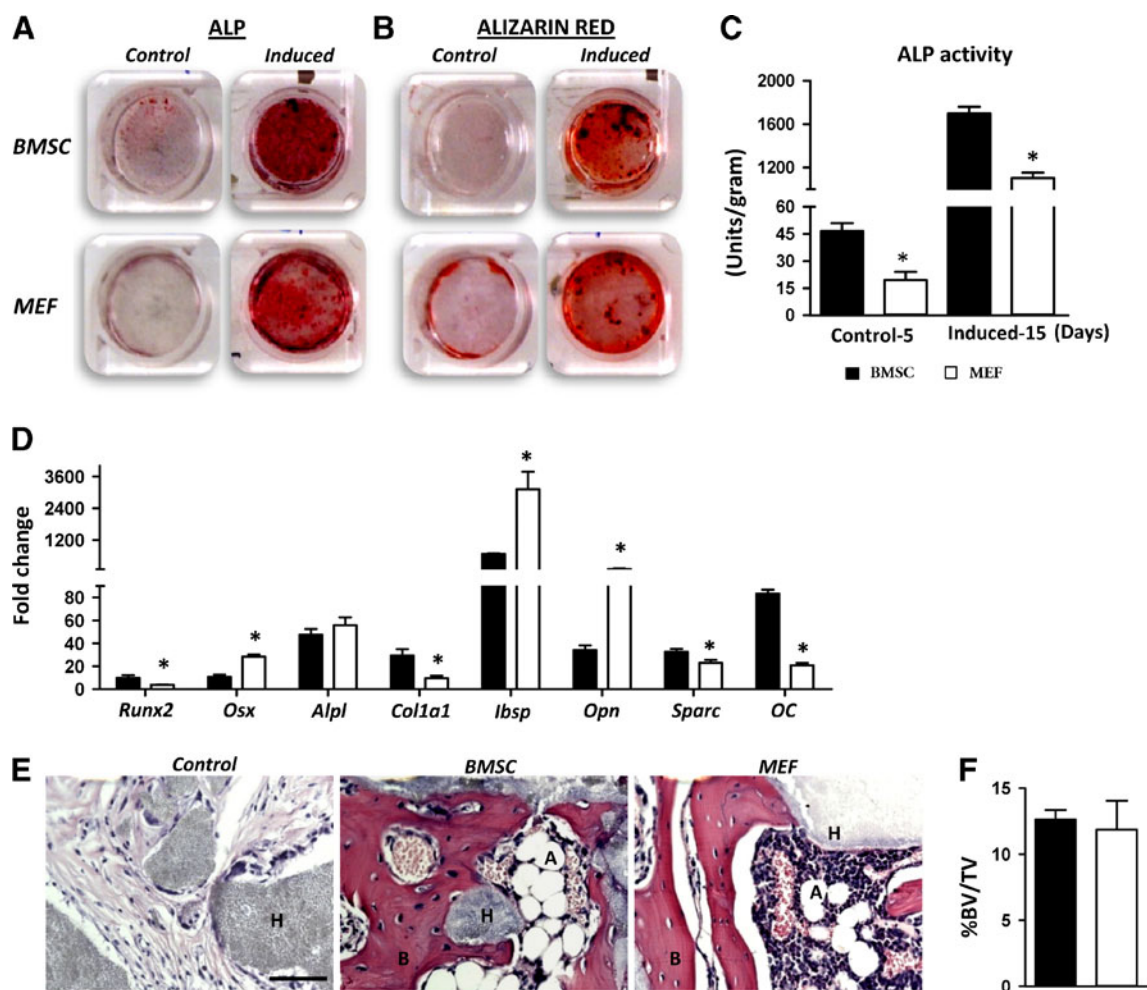 A
ALP
Control
Induced
BMSC
MEF
B
ALIZARIN RED
Control
Induced
C
ALP activity
(Units/gram)
2000
1600
1200
60
45
30
15
0
*
*
Control-5
Induced-15 (Days)
BMSC
MEF
D
Fold change
3600
2400
1200
80
60
40
20
0
*
*
*
*
*
*
*
Runx2
Osx
Alpl
Col1a1
Ibsp
Opn
Sparc
OC
E
Control
BMSC
MEF
H
A
H
B
H
A
B
F
%BV/TV
15
10
5
0